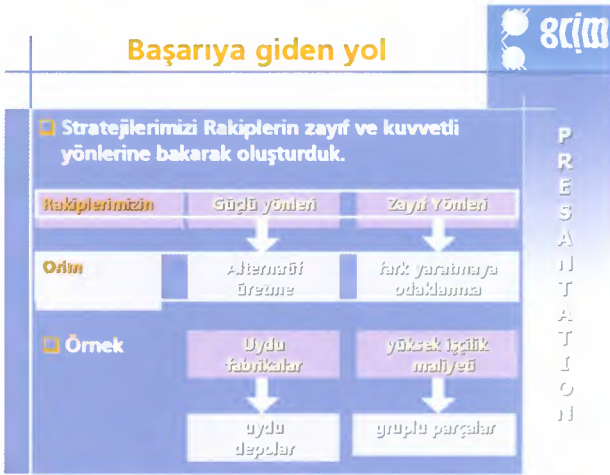 Başarıya giden yol
Stratejilerimizi Rakiplerin zayıf ve kuvvetli
yönlerine bakarak oluşturduk.
Rakiplerimizin Güçlü yönleri Zayıf Yönleri
Orim Alternatif fark yaratmaya
üretme odaklanma
Örnek Uydu yüksek işçilik
fabrikalar maliyeti
uydu gruplu parçalar
depolar
PRESANTATION